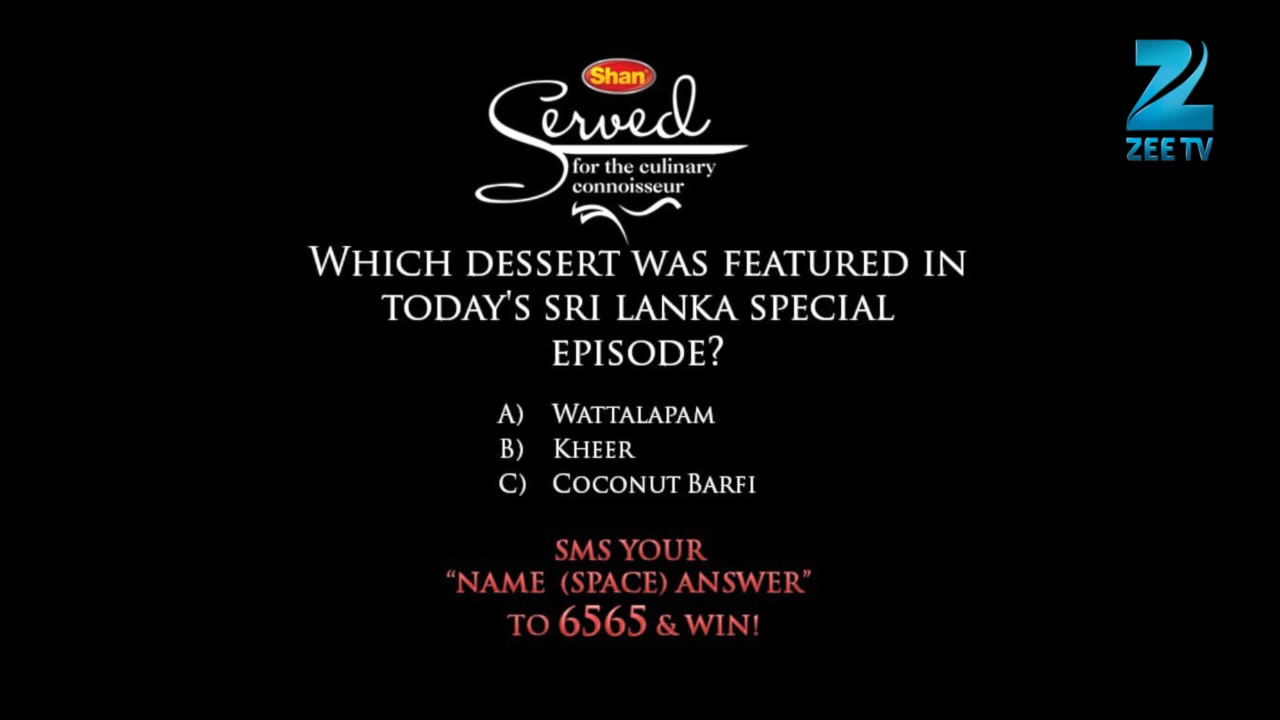 Shan
Served
for the culinary
connoisseur
ZEE TV
WHICH DESSERT WAS FEATURED IN
TODAY'S SRI LANKA SPECIAL
EPISODE?
A) WATTALAPAM
B) KHEER
C) COCONUT BARFI
SMS YOUR
“NAME (SPACE) ANSWER”
TO 6565 & WIN!